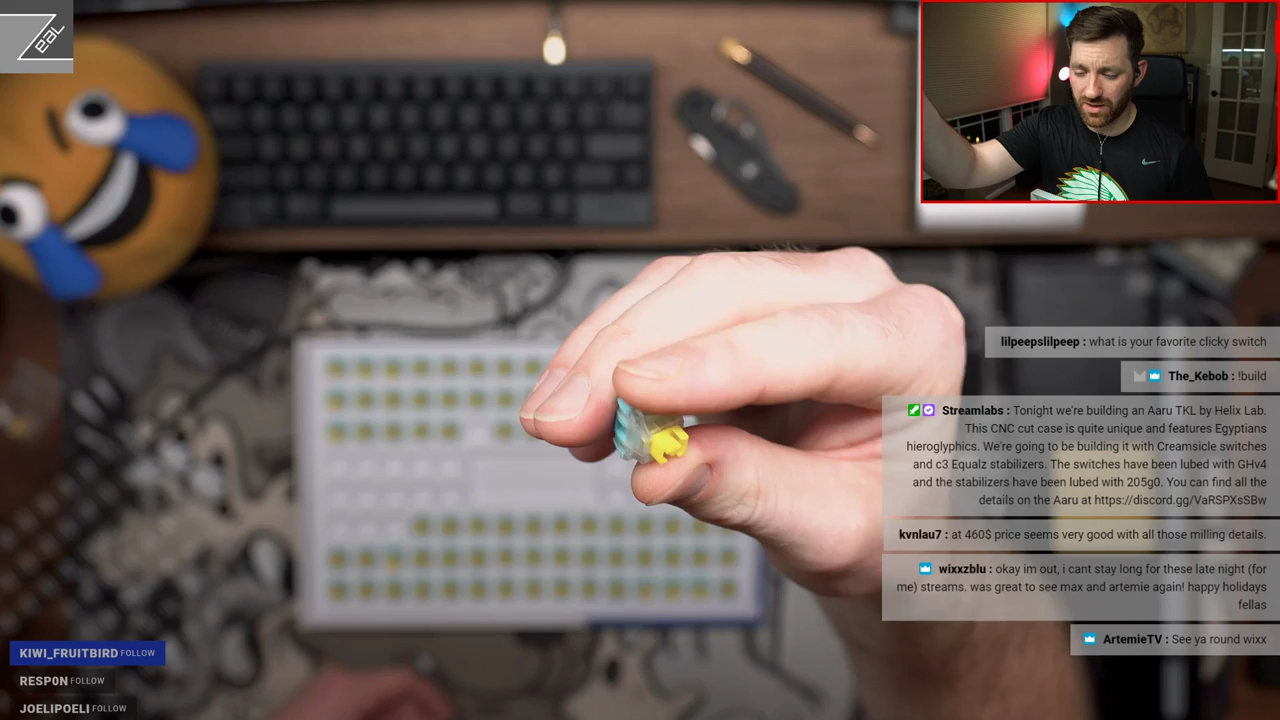 Zeal
lilpeepslilpeep : what is your favorite clicky switch
The_Kebob : !build
Streamlabs : Tonight we're building an Aaru TKL by Helix Lab.
This CNC cut case is quite unique and features Egyptians
hieroglyphics. We're going to be building it with Creamsicle switches
and c3 Equalz stabilizers. The switches have been lubed with GHv4
and the stabilizers have been lubed with 205g0. You can find all the
details on the Aaru at https://discord.gg/VaRSPXsSBw
kvnlau7 : at 460$ price seems very good with all those milling details.
wixxzblu : okay im out, i cant stay long for these late night (for
me) streams. was great to see max and artemie again! happy holidays
fellas
ArtemieTV : See ya round wixx
KIWI_FRUITBIRD FOLLOW
RESP0N FOLLOW
JOELIPOELI FOLLOW